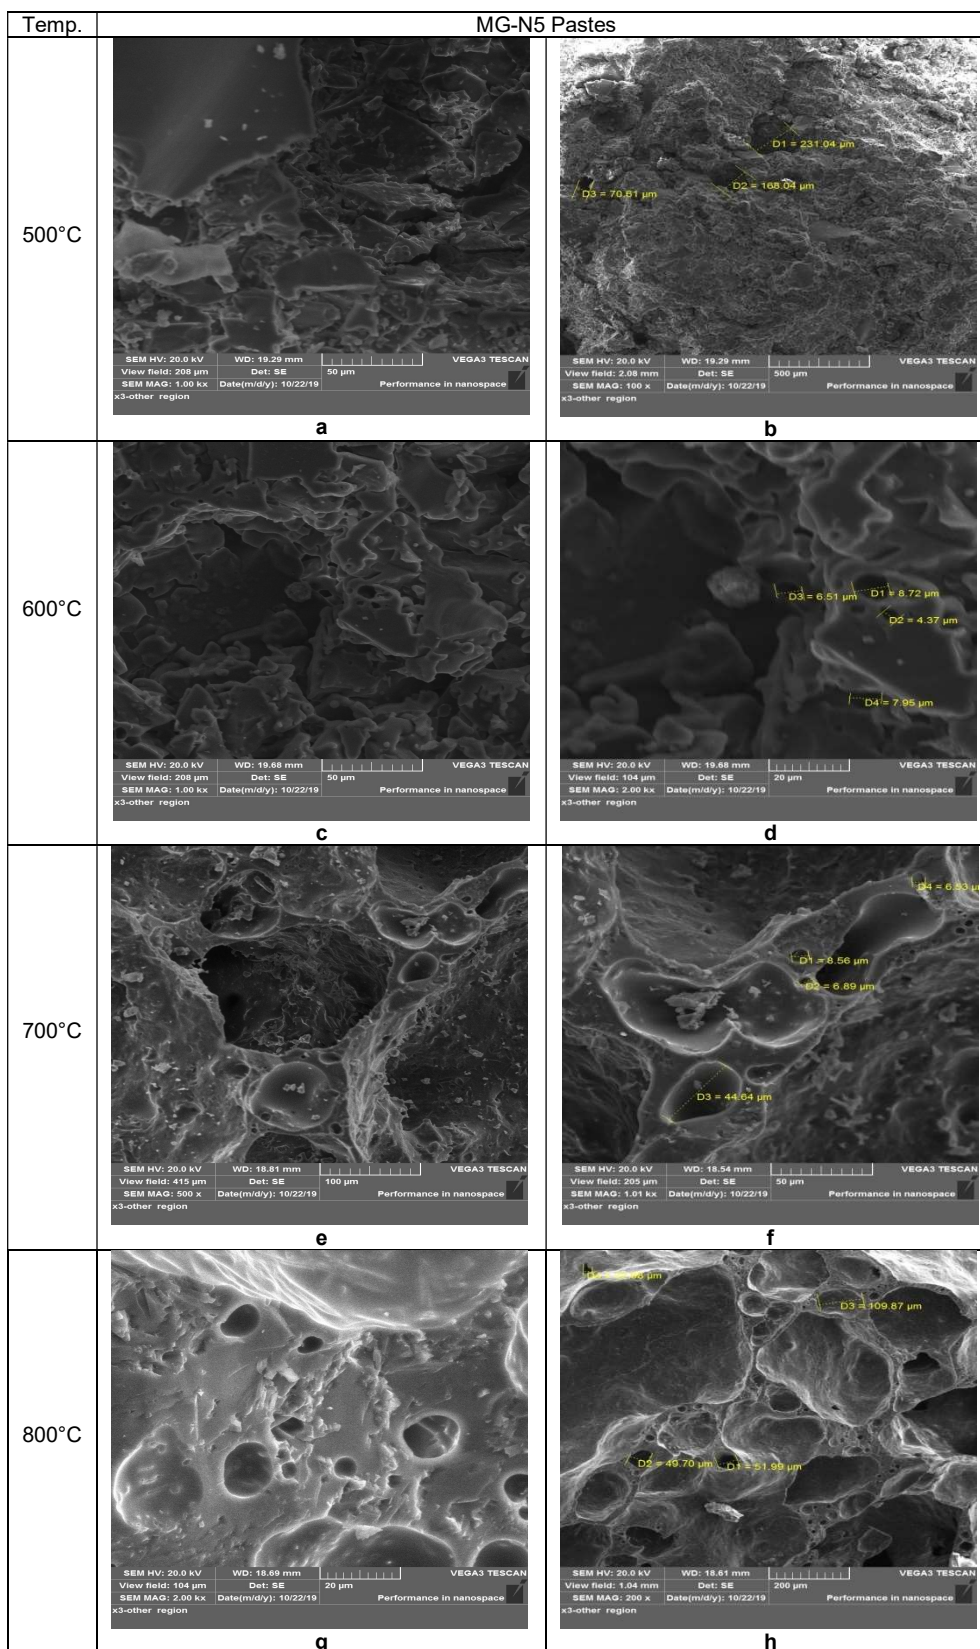 Temp. MG-N5 Pastes
500°C
D1 = 231.04 µm
D2 = 168.04 µm
D3 = 70.61 µm
SEM HV: 20.0 kV WD: 19.29 mm VEGA3 TESCAN
View field: 208 µm Det: SE 50 µm
SEM MAG: 1.00 kx Date(m/d/y): 10/22/19 Performance in nanospace
x3-other region
a
SEM HV: 20.0 kV WD: 19.29 mm VEGA3 TESCAN
View field: 2.08 mm Det: SE 500 µm
SEM MAG: 100 x Date(m/d/y): 10/22/19 Performance in nanospace
x3-other region
b
600°C
D3 = 6.51 µm
D1 = 8.72 µm
D2 = 4.37 µm
D4 = 7.95 µm
SEM HV: 20.0 kV WD: 19.68 mm VEGA3 TESCAN
View field: 208 µm Det: SE 50 µm
SEM MAG: 1.00 kx Date(m/d/y): 10/22/19 Performance in nanospace
x3-other region
c
SEM HV: 20.0 kV WD: 19.68 mm VEGA3 TESCAN
View field: 104 µm Det: SE 20 µm
SEM MAG: 2.00 kx Date(m/d/y): 10/22/19 Performance in nanospace
x3-other region
d
700°C
D4 = 6.53 µm
D1 = 8.56 µm
D2 = 6.89 µm
D3 = 44.64 µm
SEM HV: 20.0 kV WD: 18.81 mm VEGA3 TESCAN
View field: 415 µm Det: SE 100 µm
SEM MAG: 500 x Date(m/d/y): 10/22/19 Performance in nanospace
x3-other region
e
SEM HV: 20.0 kV WD: 18.54 mm VEGA3 TESCAN
View field: 205 µm Det: SE 50 µm
SEM MAG: 1.01 kx Date(m/d/y): 10/22/19 Performance in nanospace
x3-other region
f
800°C
D3 = 109.87 µm
D2 = 49.70 µm
D1 = 51.99 µm
SEM HV: 20.0 kV WD: 18.69 mm VEGA3 TESCAN
View field: 104 µm Det: SE 20 µm
SEM MAG: 2.00 kx Date(m/d/y): 10/22/19 Performance in nanospace
x3-other region
g
SEM HV: 20.0 kV WD: 18.61 mm VEGA3 TESCAN
View field: 1.04 mm Det: SE 200 µm
SEM MAG: 200 x Date(m/d/y): 10/22/19 Performance in nanospace
x3-other region
h